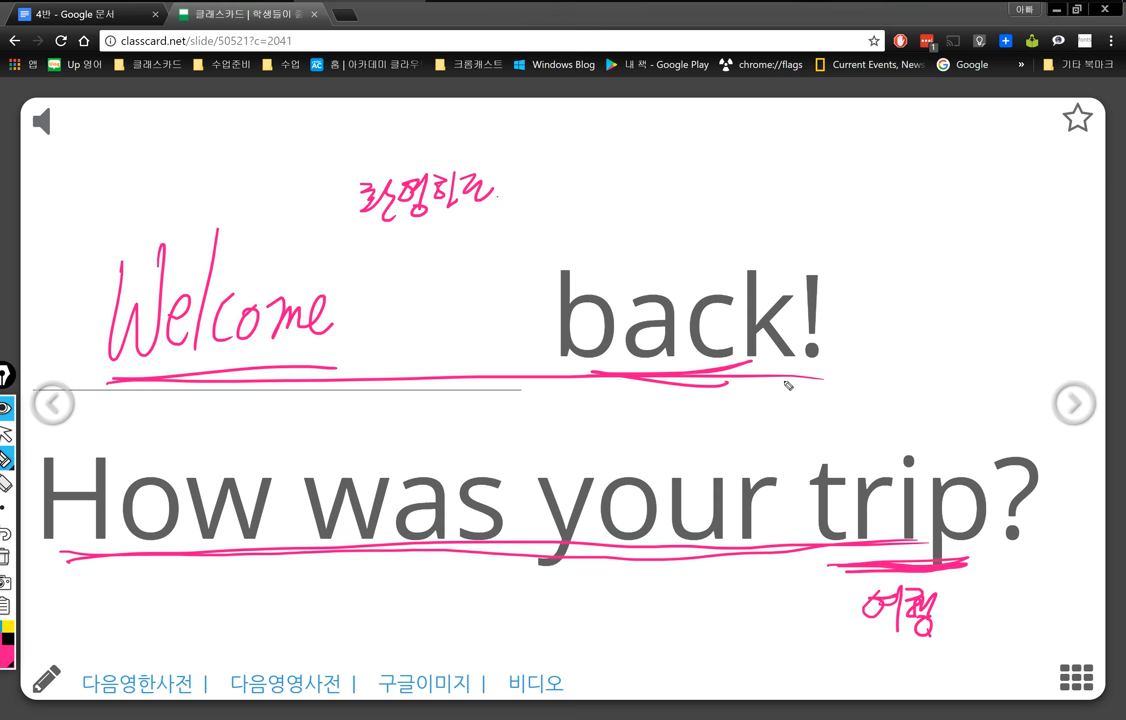 4반 - Google 문서
클래스카드 | 학생들이 즐
아빠
classcard.net/slide/50521?c=2041
1
앱 Up 영어 클래스카드 수업준비 수업 홈 | 아카데미 클라우 크롬캐스트 Windows Blog 내 책 - Google Play chrome://flags Current Events, News Google » 기타 북마크
Welcome back!
How was your trip?
여행
다음영한사전 | 다음영영사전 | 구글이미지 | 비디오